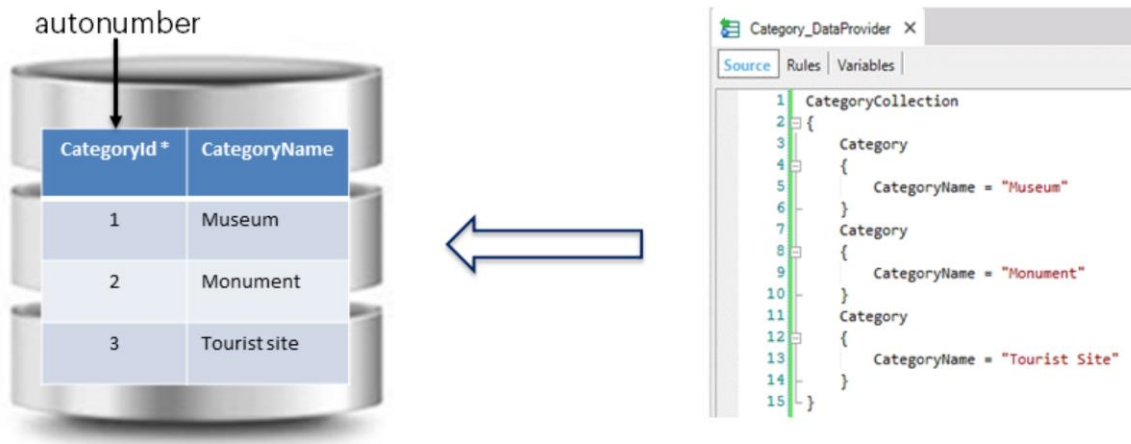 autonumber
CategoryId * CategoryName
1 Museum
2 Monument
3 Tourist site
Category_DataProvider X
Source Rules Variables
1 CategoryCollection
2 {
3 Category
4 {
5 CategoryName = "Museum"
6 }
7 Category
8 {
9 CategoryName = "Monument"
10 }
11 Category
12 {
13 CategoryName = "Tourist Site"
14 }
15 }